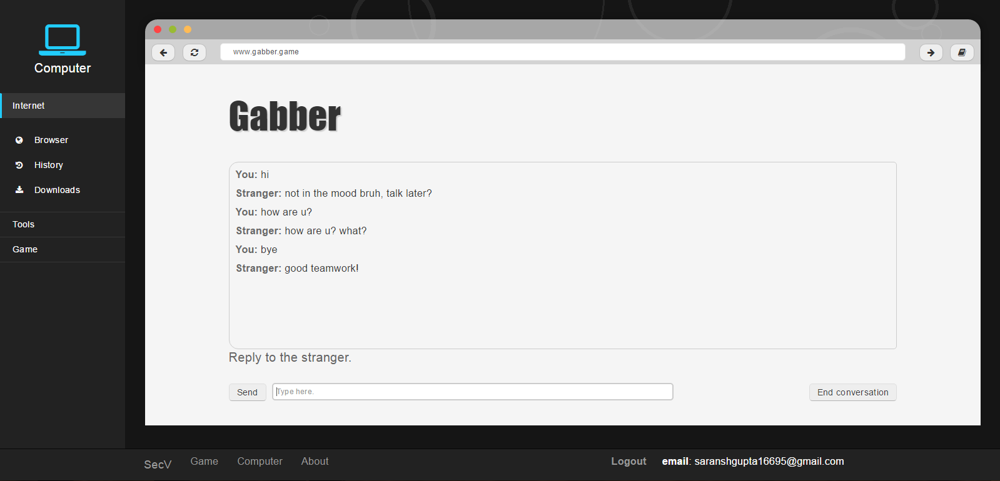 Computer
Internet
Browser
History
Downloads
Tools
Game
www.gabber.game
Gabber
You: hi
Stranger: not in the mood bruh, talk later?
You: how are u?
Stranger: how are u? what?
You: bye
Stranger: good teamwork!
Reply to the stranger.
Send Type here. End conversation
SecV Game Computer About Logout email: saranshgupta16695@gmail.com